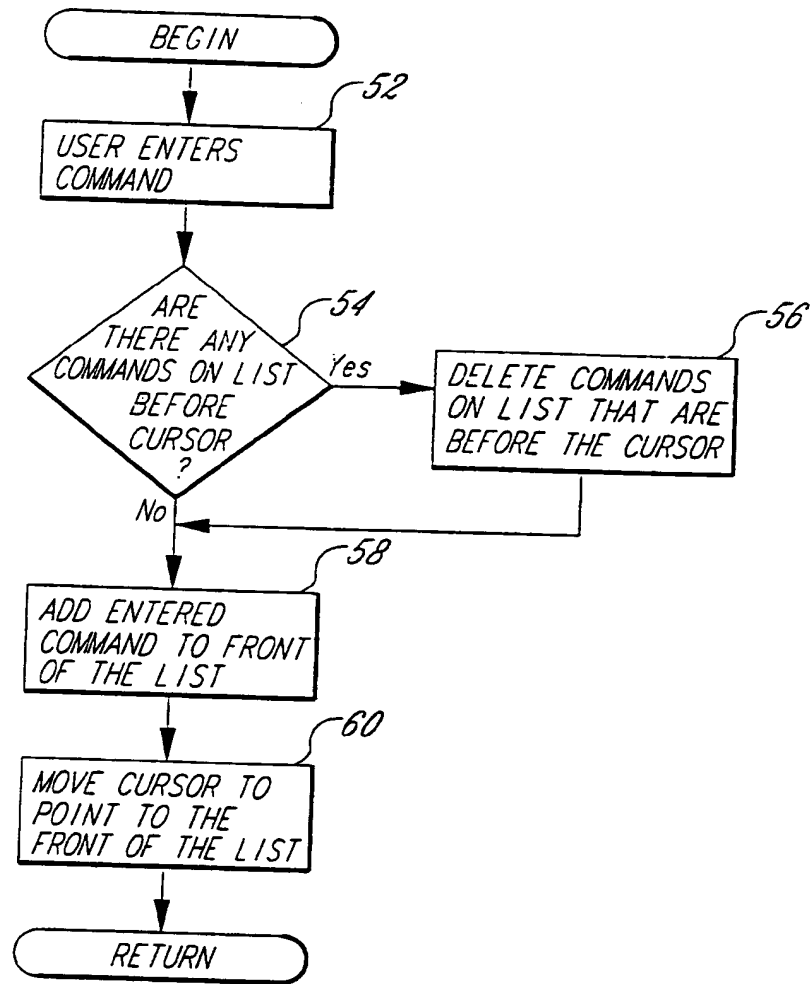 BEGIN
52
USER ENTERS
COMMAND
54
ARE
THERE ANY
COMMANDS ON LIST
BEFORE
CURSOR
?
Yes
56
DELETE COMMANDS
ON LIST THAT ARE
BEFORE THE CURSOR
No
58
ADD ENTERED
COMMAND TO FRONT
OF THE LIST
60
MOVE CURSOR TO
POINT TO THE
FRONT OF THE LIST
RETURN